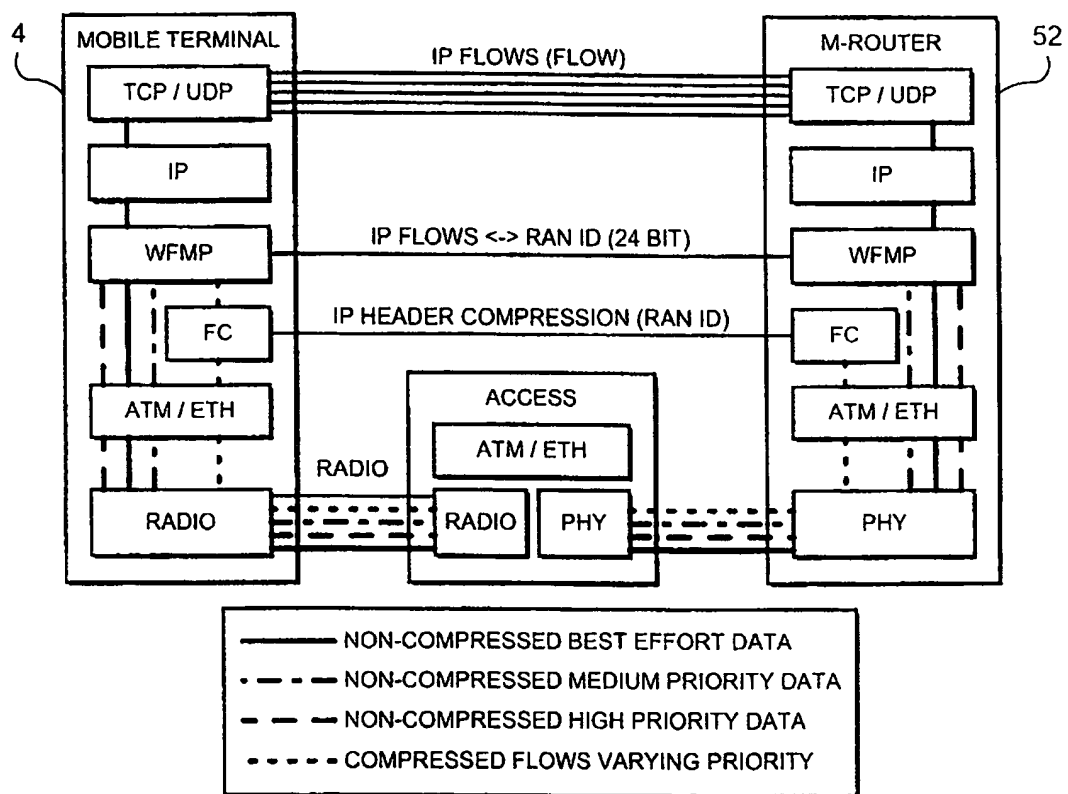 4
MOBILE TERMINAL
IP FLOWS (FLOW)
M-ROUTER
52
TCP / UDP
TCP / UDP
IP
IP
WFMP
IP FLOWS <-> RAN ID (24 BIT)
WFMP
FC
IP HEADER COMPRESSION (RAN ID)
FC
ATM / ETH
ACCESS
ATM / ETH
ATM / ETH
RADIO
RADIO
RADIO
PHY
PHY
NON-COMPRESSED BEST EFFORT DATA
NON-COMPRESSED MEDIUM PRIORITY DATA
NON-COMPRESSED HIGH PRIORITY DATA
COMPRESSED FLOWS VARYING PRIORITY